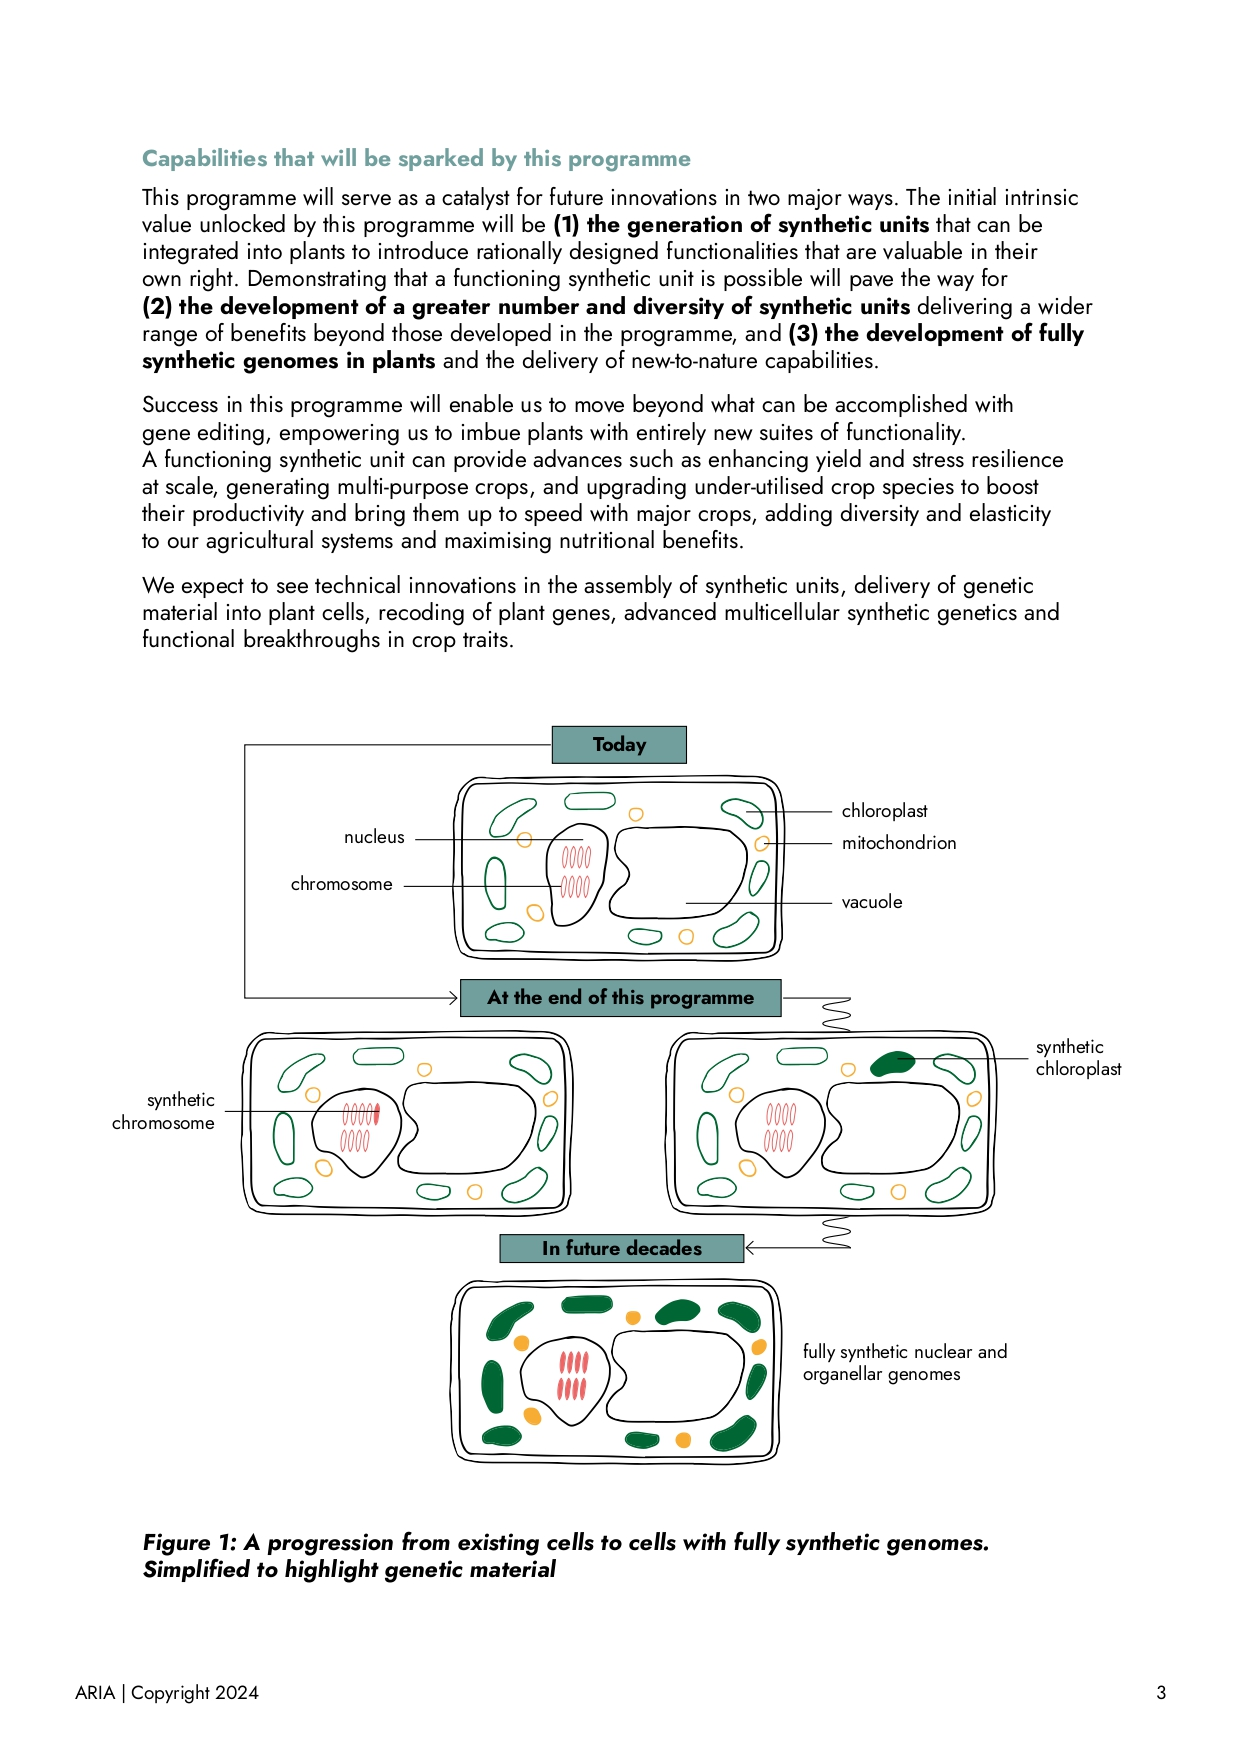 Capabilities that will be sparked by this programme
This programme will serve as a catalyst for future innovations in two major ways. The initial intrinsic
value unlocked by this programme will be (1) the generation of synthetic units that can be
integrated into plants to introduce rationally designed functionalities that are valuable in their
own right. Demonstrating that a functioning synthetic unit is possible will pave the way for
(2) the development of a greater number and diversity of synthetic units delivering a wider
range of benefits beyond those developed in the programme, and (3) the development of fully
synthetic genomes in plants and the delivery of new-to-nature capabilities.
Success in this programme will enable us to move beyond what can be accomplished with
gene editing, empowering us to imbue plants with entirely new suites of functionality.
A functioning synthetic unit can provide advances such as enhancing yield and stress resilience
at scale, generating multi-purpose crops, and upgrading under-utilised crop species to boost
their productivity and bring them up to speed with major crops, adding diversity and elasticity
to our agricultural systems and maximising nutritional benefits.
We expect to see technical innovations in the assembly of synthetic units, delivery of genetic
material into plant cells, recoding of plant genes, advanced multicellular synthetic genetics and
functional breakthroughs in crop traits.
Today
chloroplast
nucleus
mitochondrion
chromosome
vacuole
At the end of this programme
synthetic
chloroplast
synthetic
chromosome
In future decades
fully synthetic nuclear and
organellar genomes
Figure 1: A progression from existing cells to cells with fully synthetic genomes.
Simplified to highlight genetic material
ARIA | Copyright 2024
3